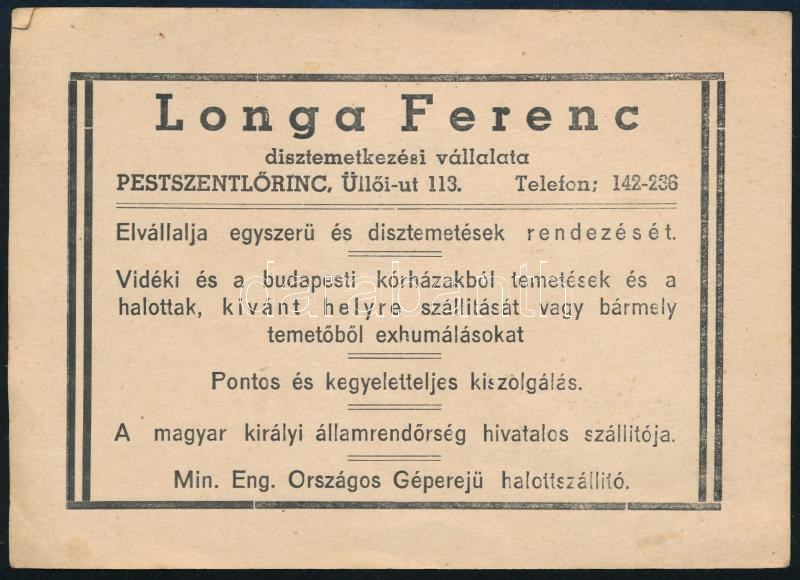 Longa Ferenc
disztemetkezési vállalata
PESTSZENTLŐRINC, Üllői-ut 113. Telefon; 142-236
Elvállalja egyszerü és disztemetések rendezését.
Vidéki és a budapesti kórházakból temetések és a
halottak, kivánt helyre szállitását vagy bármely
temetőből exhumálásokat
Pontos és kegyeletteljes kiszolgálás.
A magyar királyi államrendőrség hivatalos szállitója.
Min. Eng. Országos Géperejü halottszállitó.
darabanth